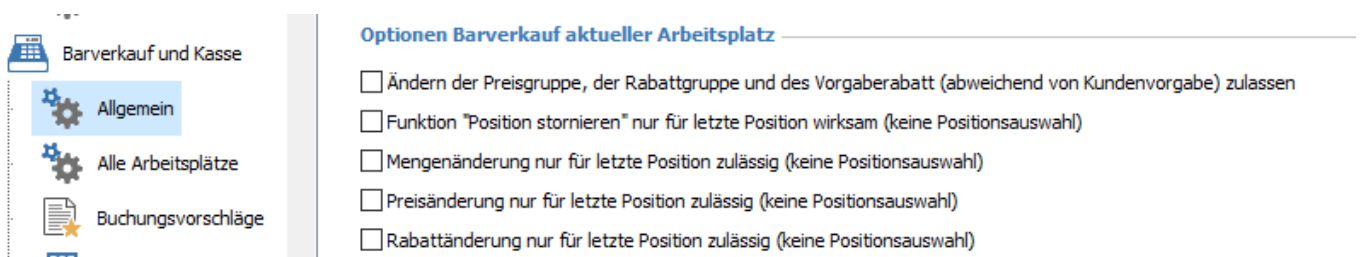 Barverkauf und Kasse
Allgemein
Alle Arbeitsplätze
Buchungsvorschläge
Optionen Barverkauf aktueller Arbeitsplatz
Ändern der Preisgruppe, der Rabattgruppe und des Vorgaberabatt (abweichend von Kundenvorgabe) zulassen
Funktion "Position stornieren" nur für letzte Position wirksam (keine Positionsauswahl)
Mengenänderung nur für letzte Position zulässig (keine Positionsauswahl)
Preisänderung nur für letzte Position zulässig (keine Positionsauswahl)
Rabattänderung nur für letzte Position zulässig (keine Positionsauswahl)